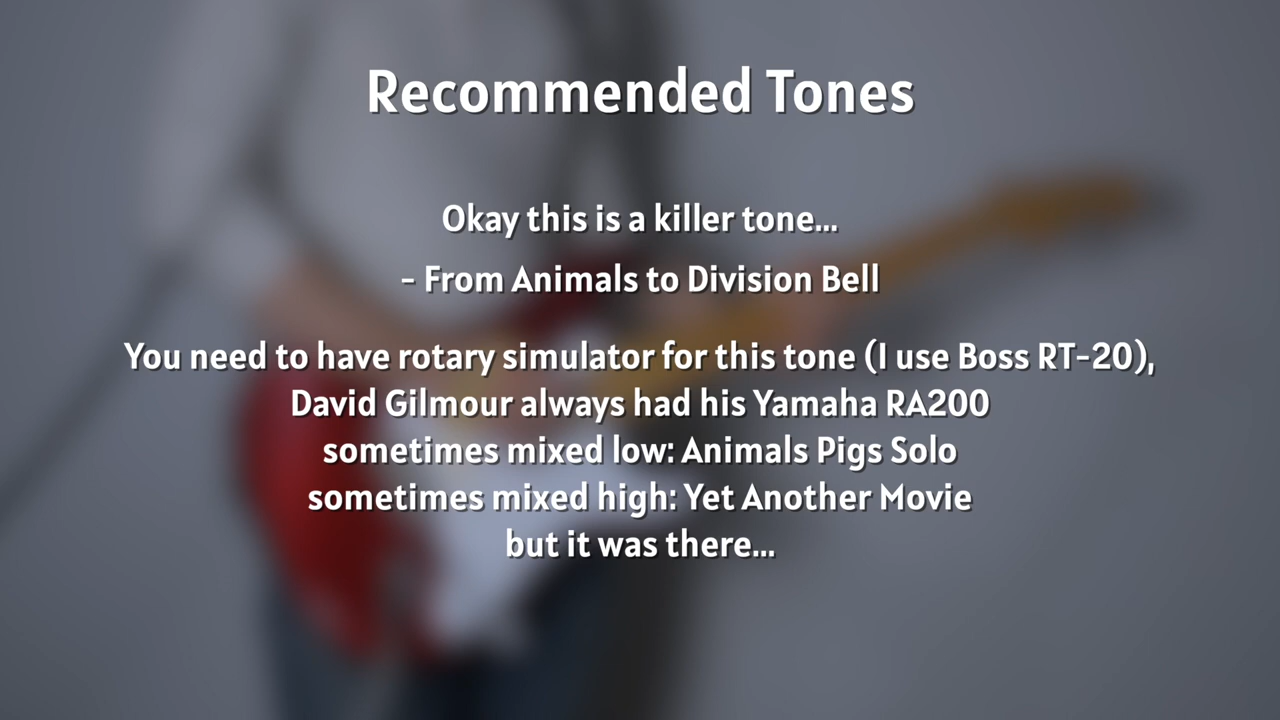 Recommended Tones
Okay this is a killer tone...
- From Animals to Division Bell
You need to have rotary simulator for this tone (I use Boss RT-20),
David Gilmour always had his Yamaha RA200
sometimes mixed low: Animals Pigs Solo
sometimes mixed high: Yet Another Movie
but it was there...